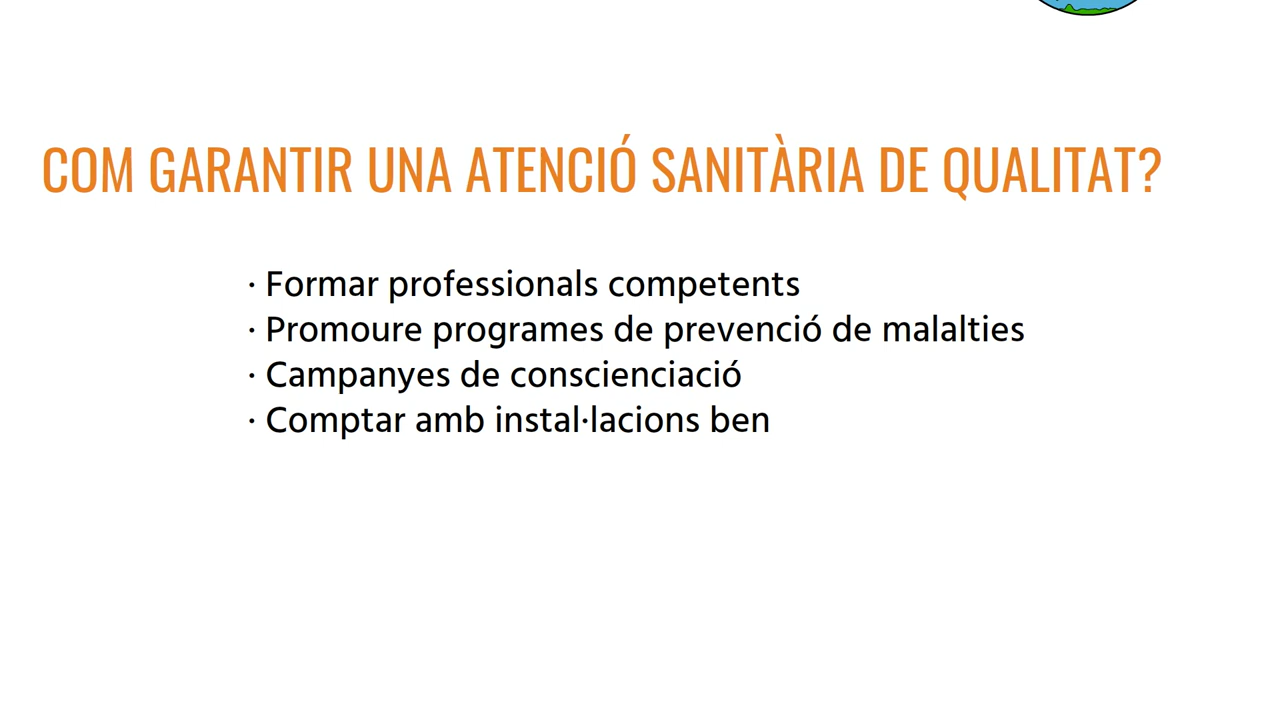 COM GARANTIR UNA ATENCIÓ SANITÀRIA DE QUALITAT?
· Formar professionals competents
· Promoure programes de prevenció de malalties
· Campanyes de conscienciació
· Comptar amb instal·lacions ben